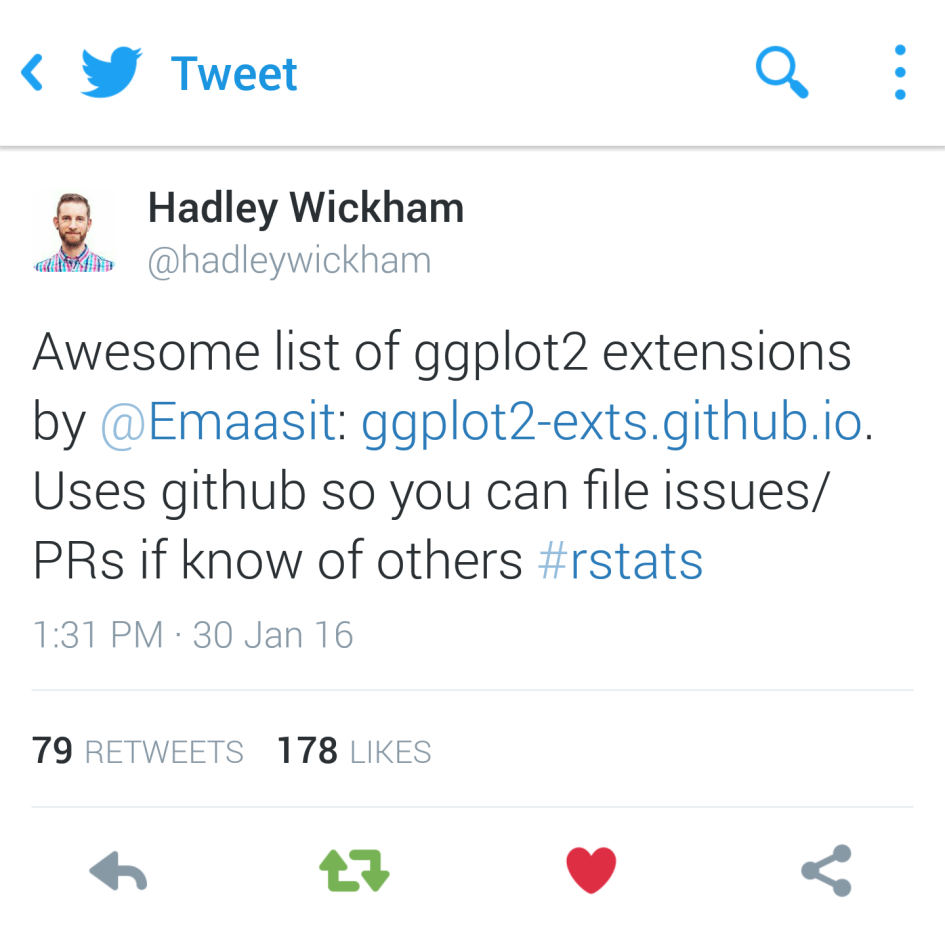 Tweet
Hadley Wickham
@hadleywickham
Awesome list of ggplot2 extensions
by @Emaasit: ggplot2-exts.github.io.
Uses github so you can file issues/
PRs if know of others #rstats
1:31 PM · 30 Jan 16
79 RETWEETS 178 LIKES